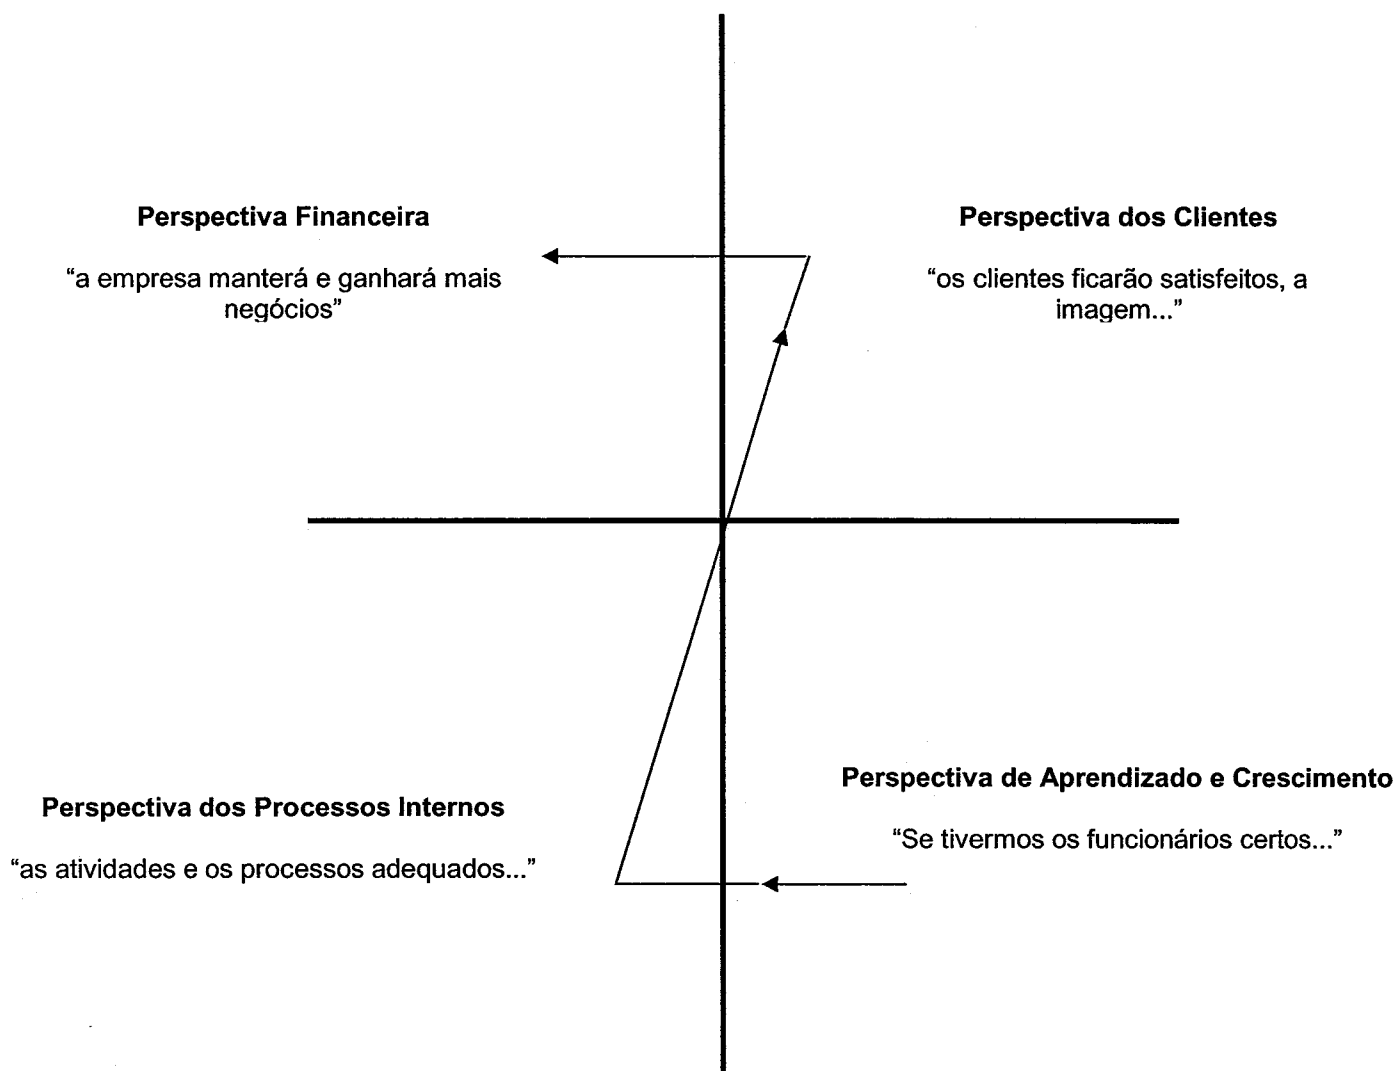 Perspectiva Financeira
“a empresa manterá e ganhará mais
negócios”
Perspectiva dos Clientes
“os clientes ficarão satisfeitos, a
imagem...”
Perspectiva dos Processos Internos
“as atividades e os processos adequados...”
Perspectiva de Aprendizado e Crescimento
“Se tivermos os funcionários certos...”